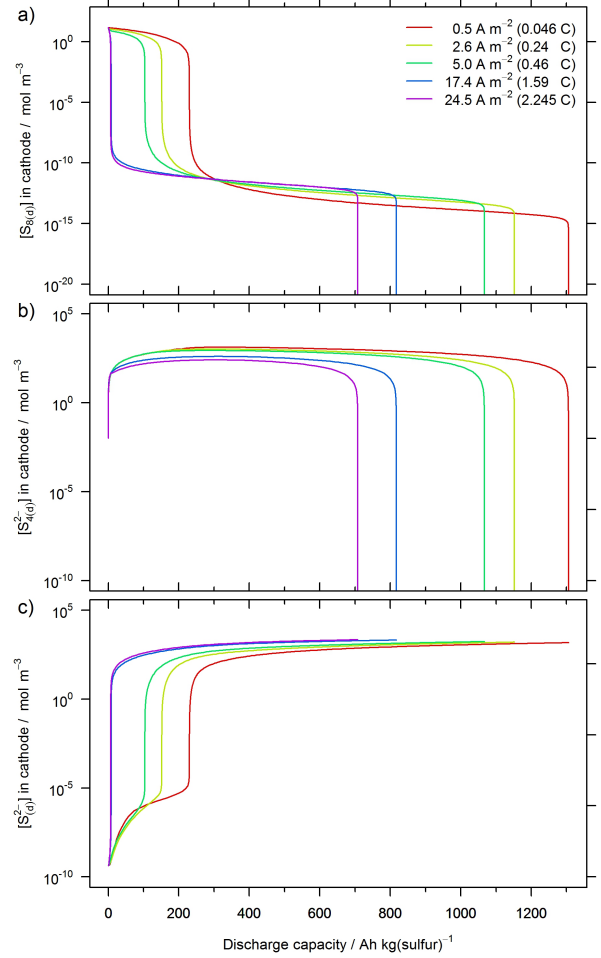 a)
0.5 A m⁻² (0.046 C)
2.6 A m⁻² (0.24 C)
5.0 A m⁻² (0.46 C)
17.4 A m⁻² (1.59 C)
24.5 A m⁻² (2.245 C)
[S₈₍d₎] in cathode / mol m⁻³
10⁰
10⁻⁵
10⁻¹⁰
10⁻¹⁵
10⁻²⁰
b)
[S²⁻₄₍d₎] in cathode / mol m⁻³
10⁵
10⁰
10⁻⁵
10⁻¹⁰
c)
[S²⁻₍d₎] in cathode / mol m⁻³
10⁵
10⁰
10⁻⁵
10⁻¹⁰
0 200 400 600 800 1000 1200
Discharge capacity / Ah kg(sulfur)⁻¹